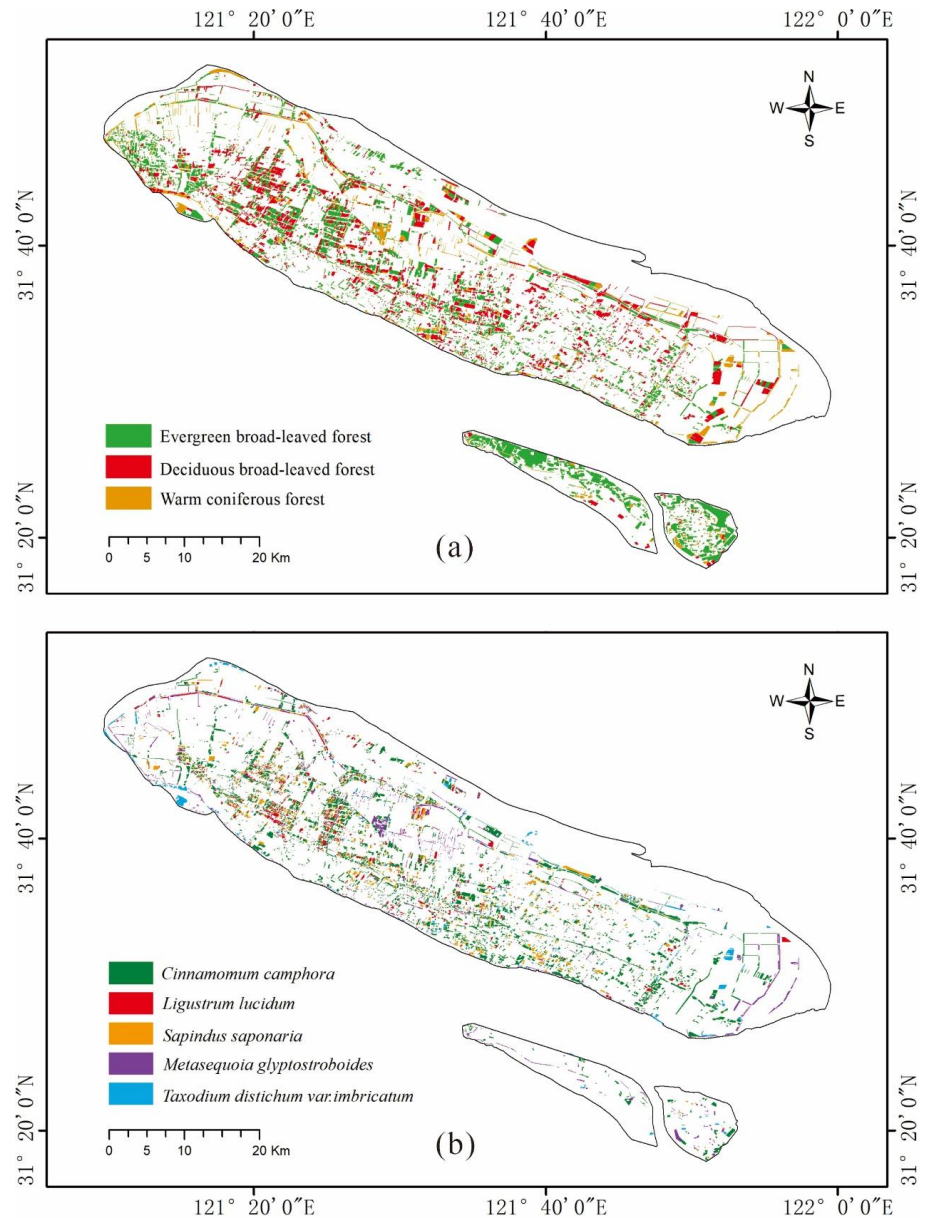 121° 20′ 0″E 121° 40′ 0″E 122° 0′ 0″E
N
W E
S
31° 40′ 0″N
31° 40′ 0″N
Evergreen broad-leaved forest
Deciduous broad-leaved forest
Warm coniferous forest
0 5 10 20 Km
(a)
31° 20′ 0″N
31° 20′ 0″N
N
W E
S
31° 40′ 0″N
31° 40′ 0″N
Cinnamomum camphora
Ligustrum lucidum
Sapindus saponaria
Metasequoia glyptostroboides
Taxodium distichum var.imbricatum
0 5 10 20 Km
(b)
31° 20′ 0″N
31° 20′ 0″N
121° 20′ 0″E 121° 40′ 0″E 122° 0′ 0″E